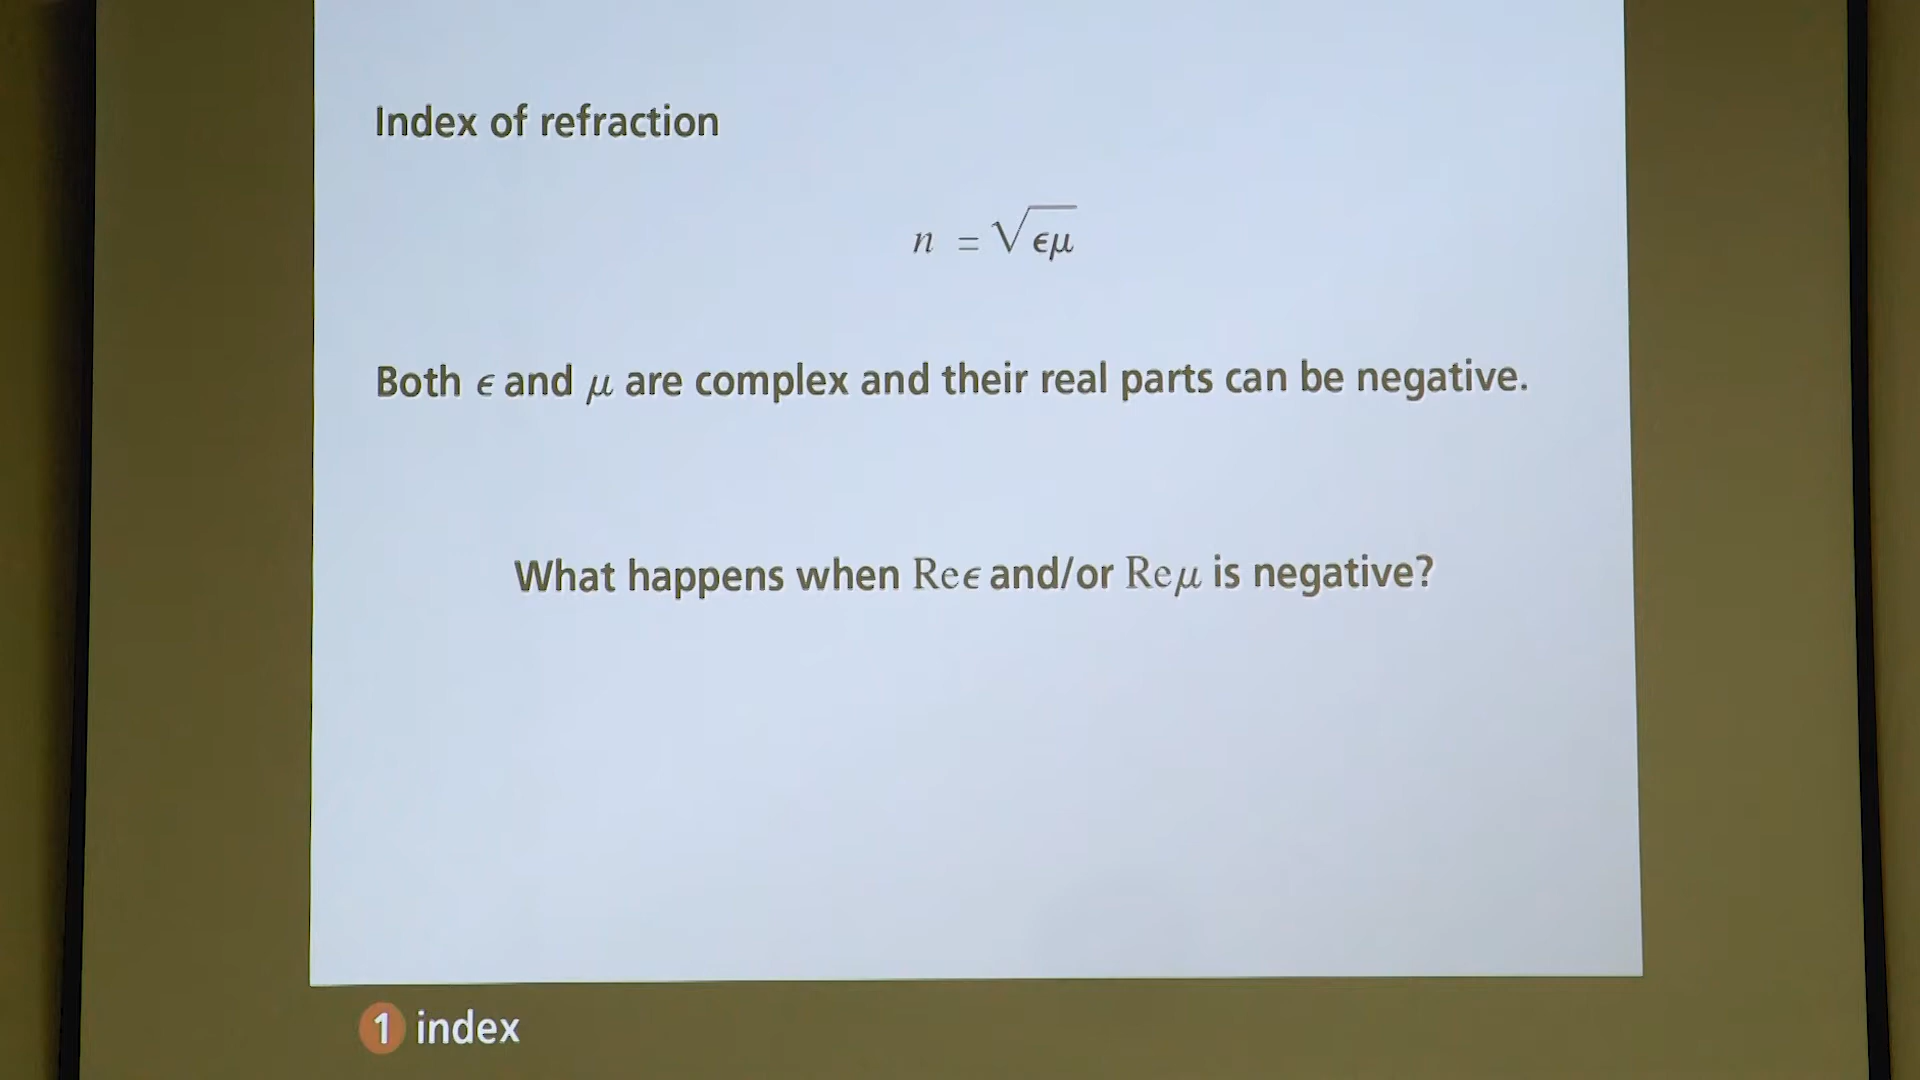 Index of refraction
n = √ϵμ
Both ϵ and μ are complex and their real parts can be negative.
What happens when Reϵ and/or Reμ is negative?
1 index